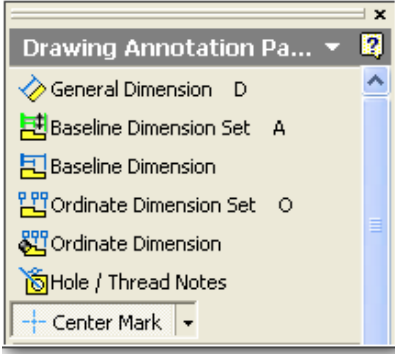 Drawing Annotation Pa...
General Dimension D
Baseline Dimension Set A
Baseline Dimension
Ordinate Dimension Set O
Ordinate Dimension
Hole / Thread Notes
Center Mark